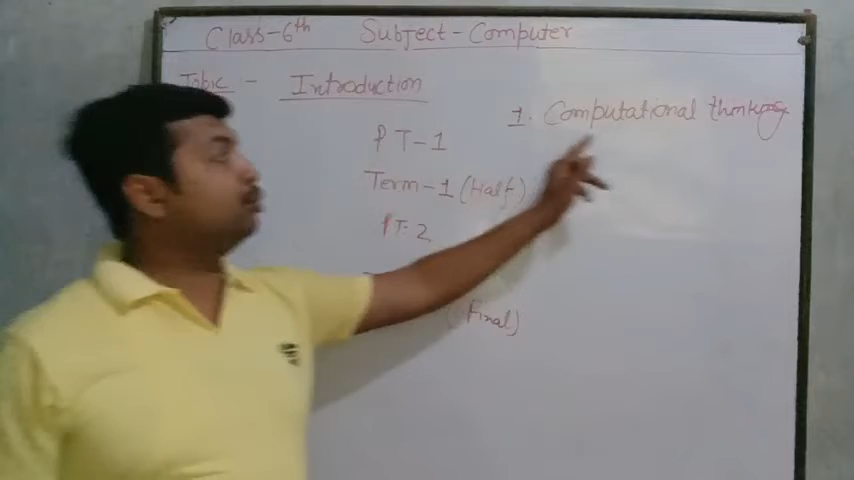 Class-6th Subject-Computer
Topic - Introduction
1. Computational thinking
PT-1
Term-1 (Half)
PT-2
(Final)